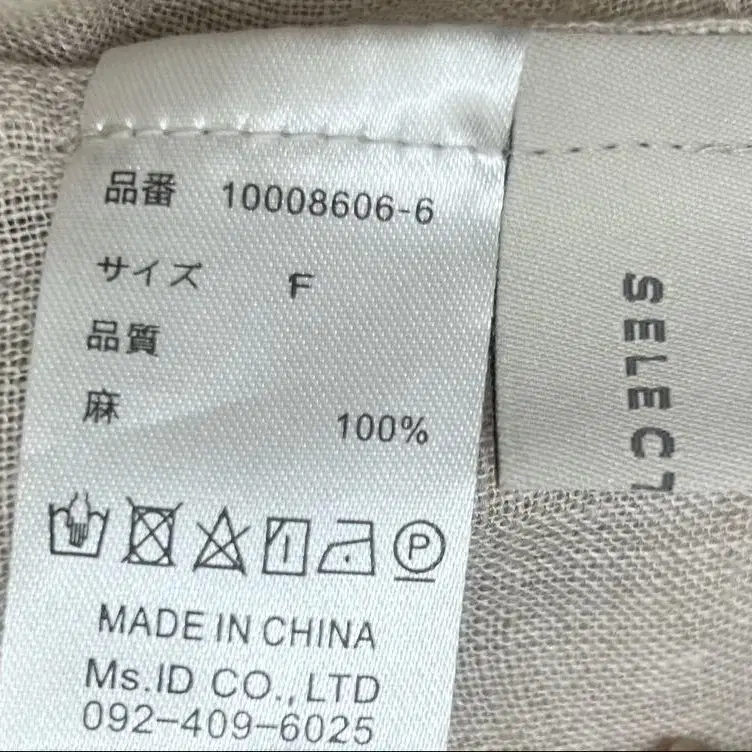 品番 10008606-6
サイズ F
品質
麻 100%
P
MADE IN CHINA
Ms.ID CO.,LTD
092-409-6025
SELECT